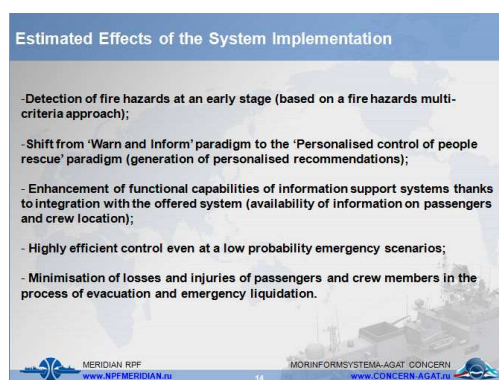 Estimated Effects of the System Implementation
-Detection of fire hazards at an early stage (based on a fire hazards multi-
criteria approach);
-Shift from 'Warn and Inform' paradigm to the 'Personalised control of people
rescue' paradigm (generation of personalised recommendations);
- Enhancement of functional capabilities of information support systems thanks
to integration with the offered system (availability of information on passengers
and crew location);
- Highly efficient control even at a low probability emergency scenarios;
- Minimisation of losses and injuries of passengers and crew members in the
process of evacuation and emergency liquidation.
MERIDIAN RPF
www.NPFMERIDIAN.ru
14
MORINFORMSYSTEMA-AGAT CONCERN
www.CONCERN-AGAT.ru